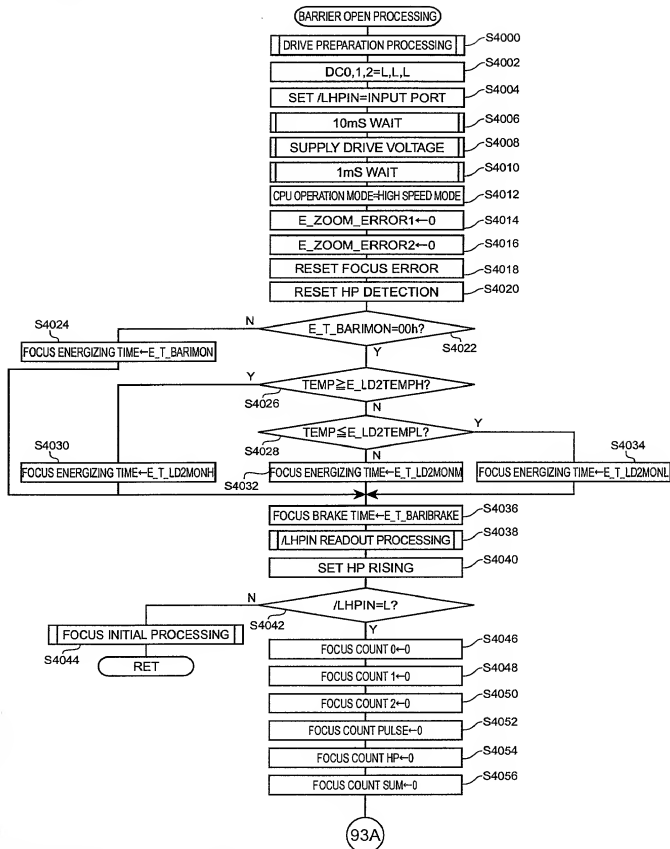 BARRIER OPEN PROCESSING
DRIVE PREPARATION PROCESSING
S4000
DC0,1,2=L,L,L
S4002
SET /LHPIN=INPUT PORT
S4004
10mS WAIT
S4006
SUPPLY DRIVE VOLTAGE
S4008
1mS WAIT
S4010
CPU OPERATION MODE=HIGH SPEED MODE
S4012
E_ZOOM_ERROR1←0
S4014
E_ZOOM_ERROR2←0
S4016
RESET FOCUS ERROR
S4018
RESET HP DETECTION
S4020
S4024
N
E_T_BARIMON=00h?
S4022
FOCUS ENERGIZING TIME←E_T_BARIMON
Y
Y
TEMP≧E_LD2TEMPH?
S4026
N
TEMP≦E_LD2TEMPL?
Y
S4028
S4030
S4034
FOCUS ENERGIZING TIME←E_T_LD2MONH
N
S4032
FOCUS ENERGIZING TIME←E_T_LD2MONM
FOCUS ENERGIZING TIME←E_T_LD2MONL
FOCUS BRAKE TIME←E_T_BARIBRAKE
S4036
/LHPIN READOUT PROCESSING
S4038
SET HP RISING
S4040
N
/LHPIN=L?
S4042
Y
FOCUS INITIAL PROCESSING
S4044
RET
FOCUS COUNT 0←0
S4046
FOCUS COUNT 1←0
S4048
FOCUS COUNT 2←0
S4050
FOCUS COUNT PULSE←0
S4052
FOCUS COUNT HP←0
S4054
FOCUS COUNT SUM←0
S4056
93A